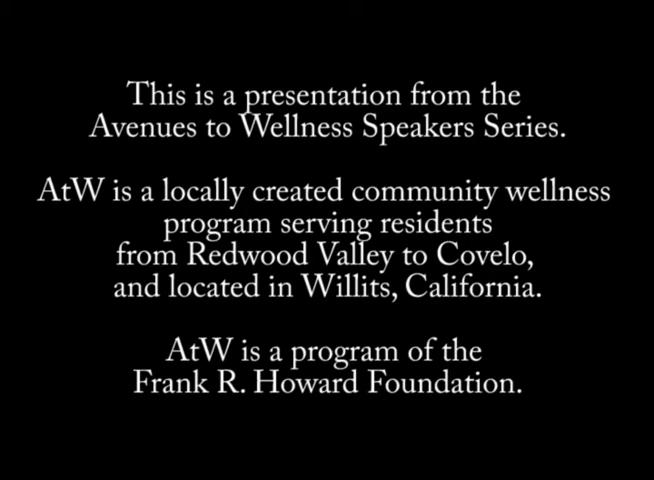 This is a presentation from the
Avenues to Wellness Speakers Series.
AtW is a locally created community wellness
program serving residents
from Redwood Valley to Covelo,
and located in Willits, California.
AtW is a program of the
Frank R. Howard Foundation.